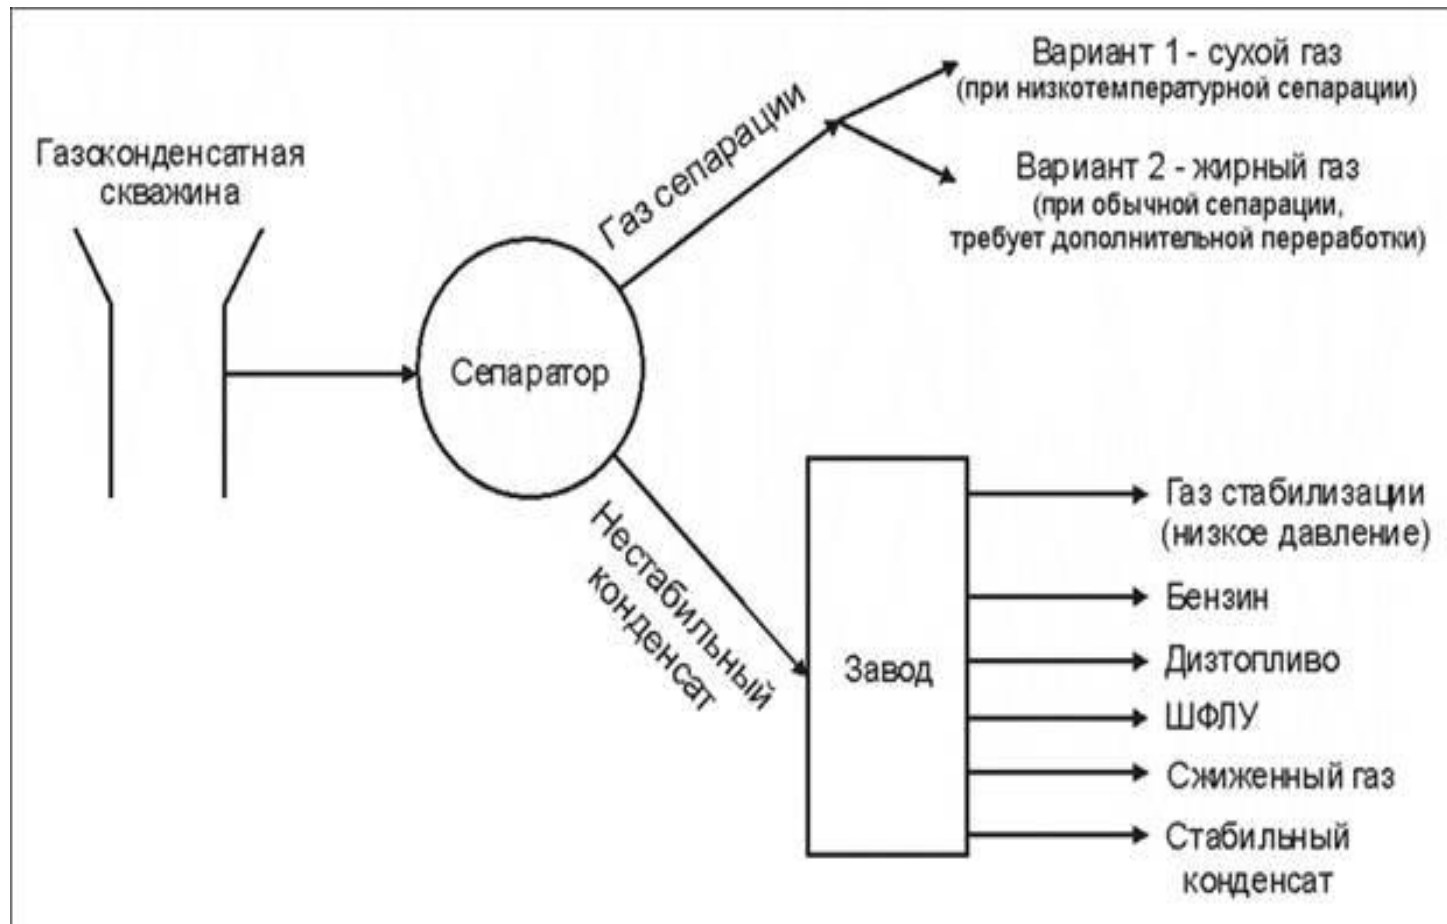 Газоконденсатная
скважина
Сепаратор
Газ сепарации
Вариант 1 - сухой газ
(при низкотемпературной сепарации)
Вариант 2 - жирный газ
(при обычной сепарации,
требует дополнительной переработки)
Нестабильный
конденсат
Завод
Газ стабилизации
(низкое давление)
Бензин
Дизтопливо
ШФЛУ
Сжиженный газ
Стабильный
конденсат